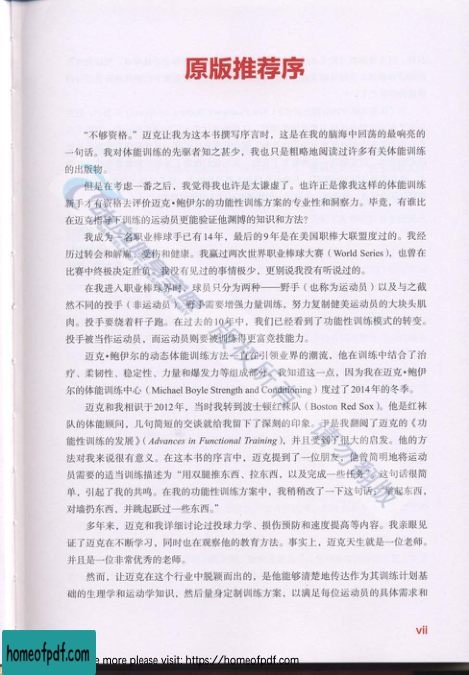 原版推荐序
“不够资格。”迈克让我为这本书撰写序言时，这是在我的脑海中回荡的最响亮的
一句话。我对体能训练的先驱者知之甚少，我也只是粗略地阅读过许多有关体能训练
的出版物。
但是在考虑一番之后，我觉得我也许是太谦虚了。也许正是像我这样的体能训练
新手才有资格去评价迈克•鲍伊尔的功能性训练方案的专业性和洞察力。毕竟，有谁比
在迈克指导下训练的运动员更能验证他渊博的知识和方法？
我成为一名职业棒球手已有14年，最后的9年是在美国职棒大联盟度过的。我经
历过转会和解雇、受伤和健康。我赢过两次世界职业棒球大赛（World Series），也曾在
比赛中终极决定胜负。我没有见过的事情极少，更别说我没有听说过的。
在我进入职业棒球界时，球员只分为两种——野手（也称为运动员）以及与之截
然不同的投手（非运动员）。野手需要增强力量训练，努力复制健美运动员的大块头肌
肉。投手要绕着杆子跑。在过去的10年中，我们已经看到了功能性训练模式的转变。
投手被当作运动员，而运动员则要被训练得更富竞技能力。
迈克•鲍伊尔的动态体能训练方法一直在引领业界的潮流，他在训练中结合了治
疗、柔韧性、稳定性、力量和爆发力等组成部分。我知道这一点，因为我在迈克•鲍伊
尔的体能训练中心（Michael Boyle Strength and Conditioning）度过了2014年的冬季。
迈克和我相识于2012年，当时我转到波士顿红袜队（Boston Red Sox）。他是红袜
队的体能顾问，几句简短的交谈就给我留下了深刻的印象。于是我翻阅了迈克的《功
能性训练的发展》（Advances in Functional Training），并且受到了很大的启发。他的方
法对我来说很有意义。在这本书的序言中，迈克提到了一位朋友，他曾简明地将运动
员需要的适当训练描述为“用双腿推东西，拉东西，以及完成一些任务”。这句话很简
单，引起了我的共鸣。在我的功能性训练方案中，我稍稍改了一下这句话：“举起东西，
对墙扔东西，并跳起跃过一些东西。”
多年来，迈克和我详细讨论过投球力学、损伤预防和速度提高等内容。我亲眼见
证了迈克在不断学习，同时也在观察他的教育方法。事实上，迈克天生就是一位老师，
并且是一位非常优秀的老师。
然而，让迈克在这个行业中脱颖而出的，是他能够清楚地传达作为其训练计划基
础的生理学和运动学知识，然后量身定制训练方案，以满足每位运动员的具体需求和
vii
homeofpdf.com
e more please visit: https://homeofpdf.com
版权所有
请勿翻版